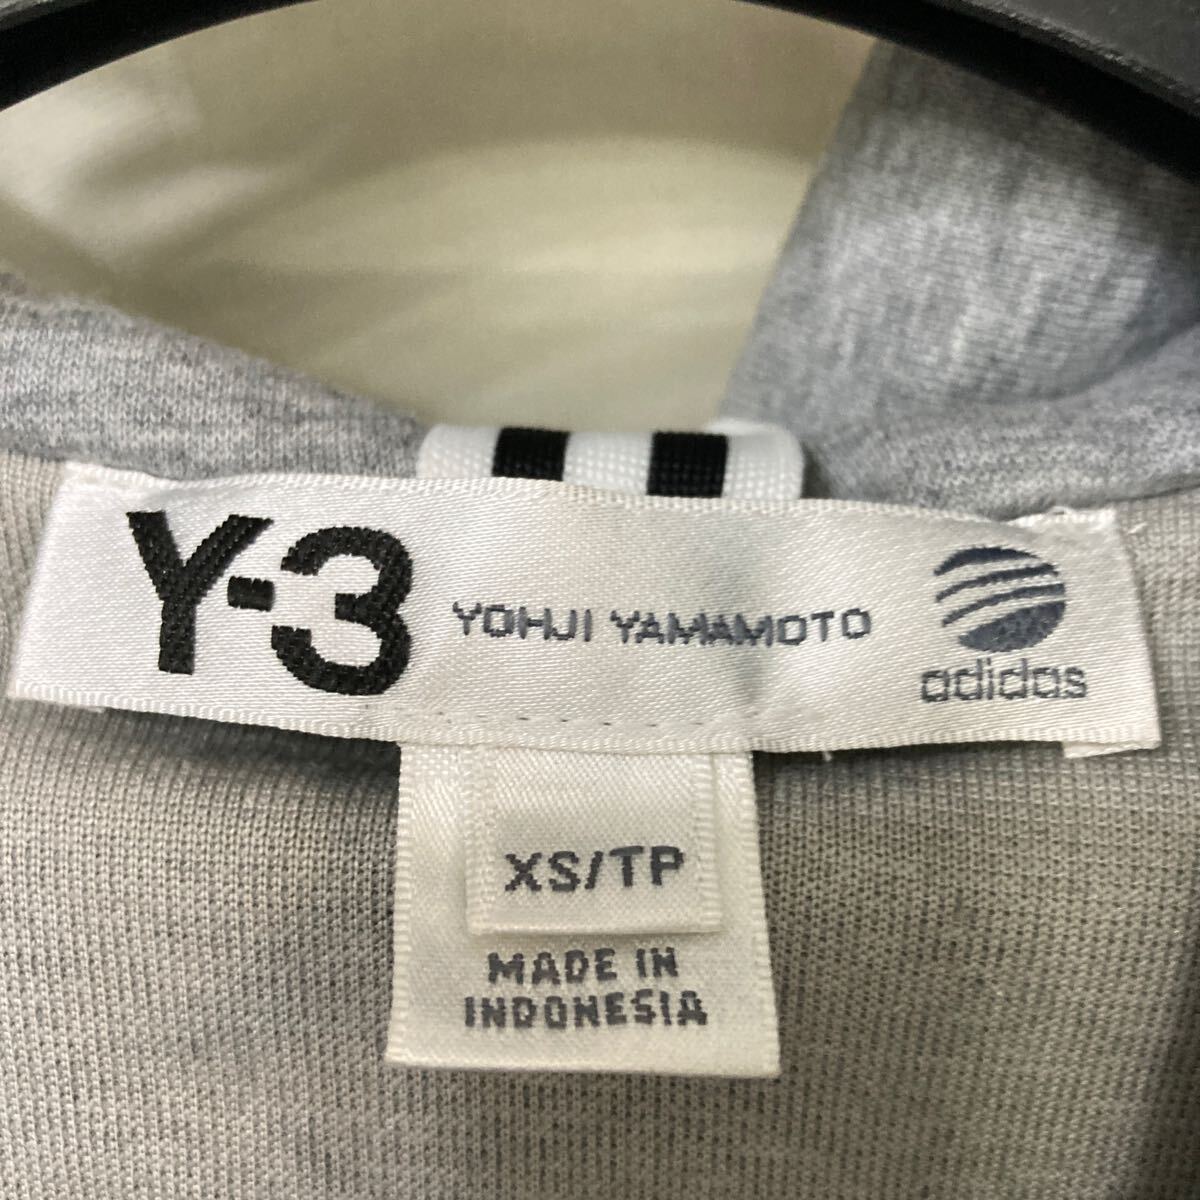 Y-3 YOHJI YAMAMOTO adidas
XS/TP
MADE IN
INDONESIA